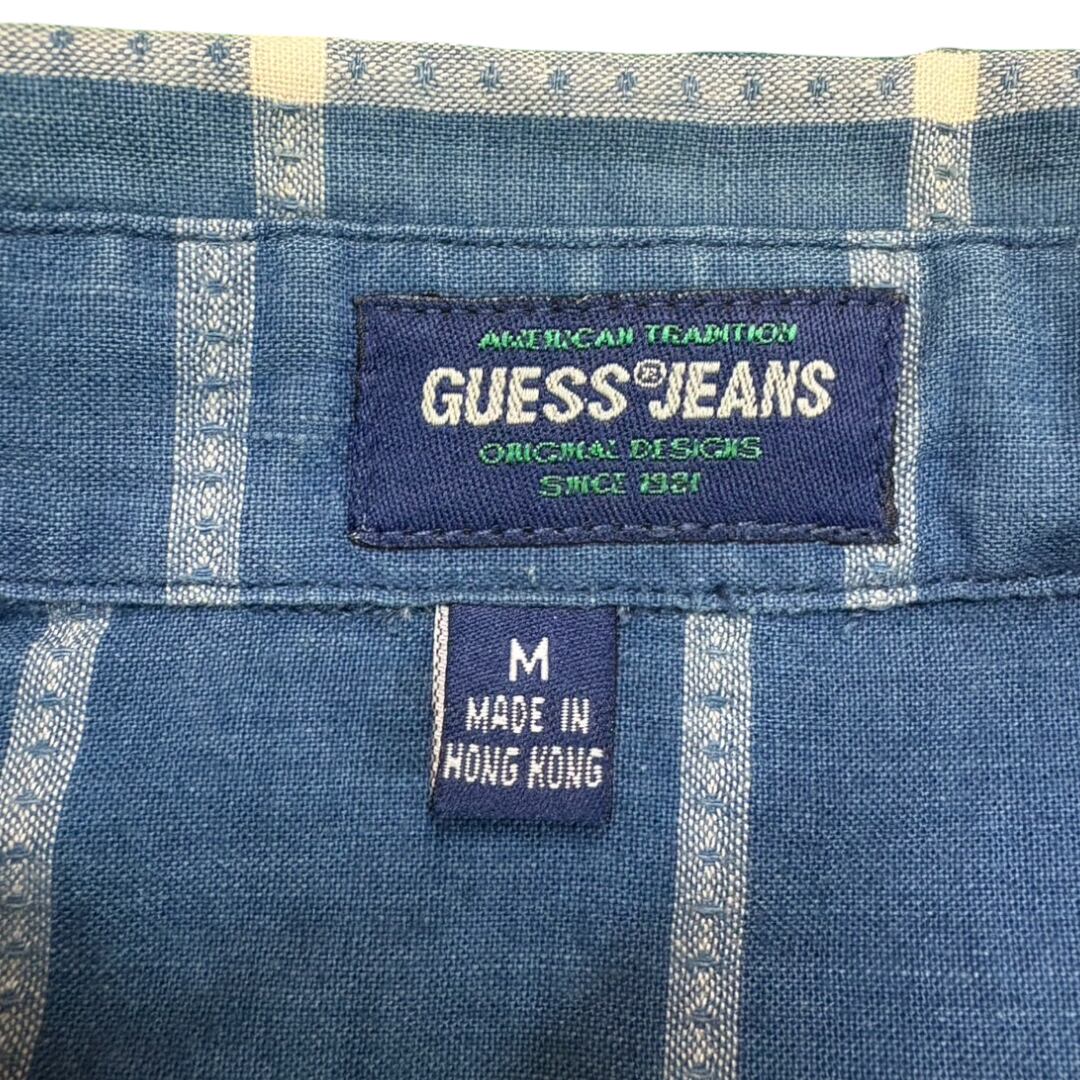 AMERICAN TRADITION
GUESS® JEANS
ORIGINAL DESIGNS
SINCE 1981
M
MADE IN
HONG KONG